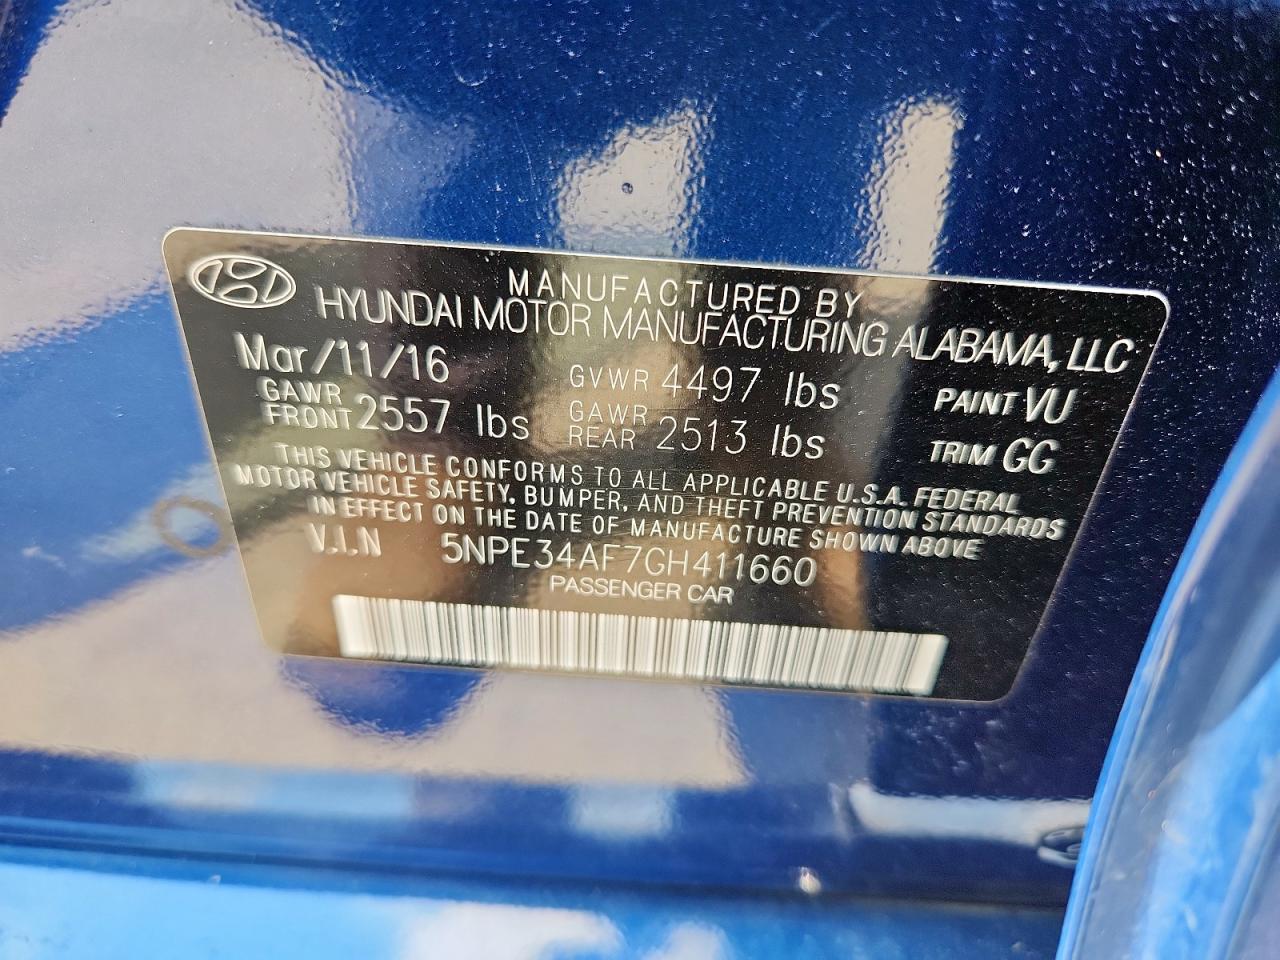 MANUFACTURED BY
HYUNDAI MOTOR MANUFACTURING ALABAMA, LLC
Mar/11/16 GVWR 4497 lbs PAINT VU
GAWR FRONT 2557 lbs GAWR REAR 2513 lbs TRIM GG
THIS VEHICLE CONFORMS TO ALL APPLICABLE U.S.A. FEDERAL
MOTOR VEHICLE SAFETY, BUMPER, AND THEFT PREVENTION STANDARDS
IN EFFECT ON THE DATE OF MANUFACTURE SHOWN ABOVE
V.I.N 5NPE34AF7GH411660
PASSENGER CAR